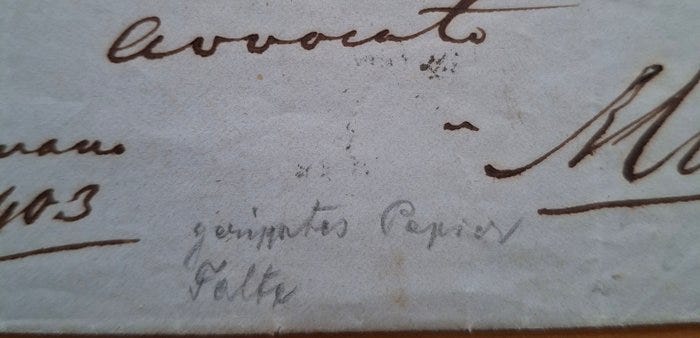 avvocato
403
geripptes Papier
Falte